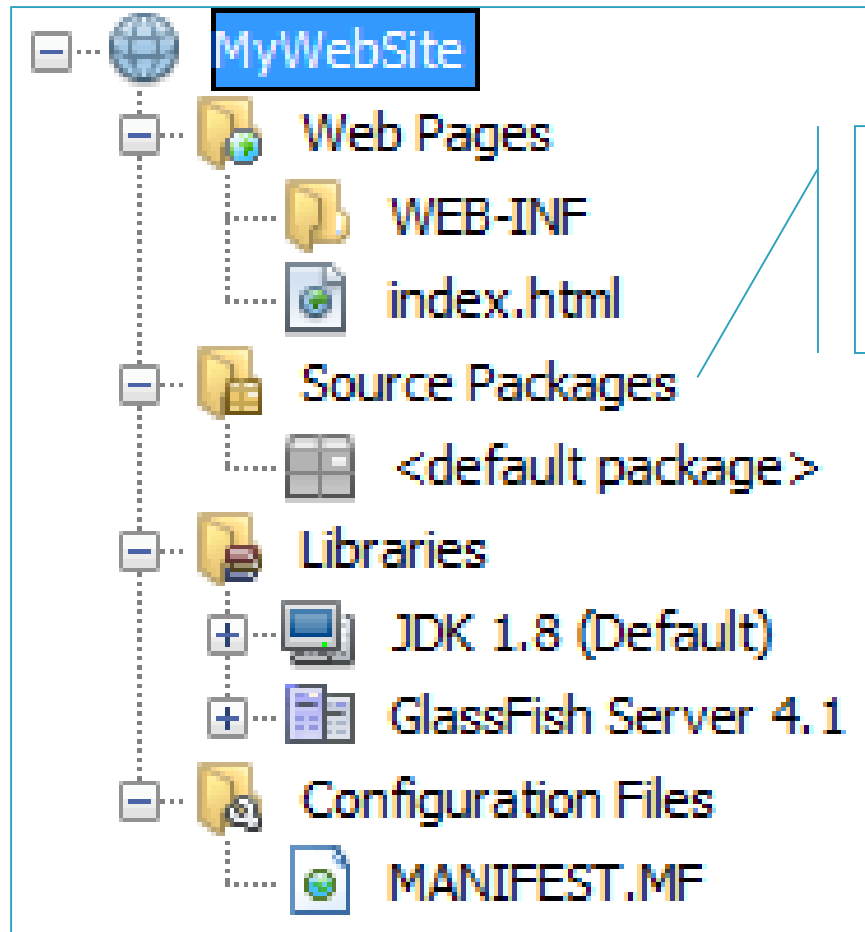 MyWebSite
Web Pages
WEB-INF
index.html
Source Packages
<default package>
Libraries
JDK 1.8 (Default)
GlassFish Server 4.1
Configuration Files
MANIFEST.MF